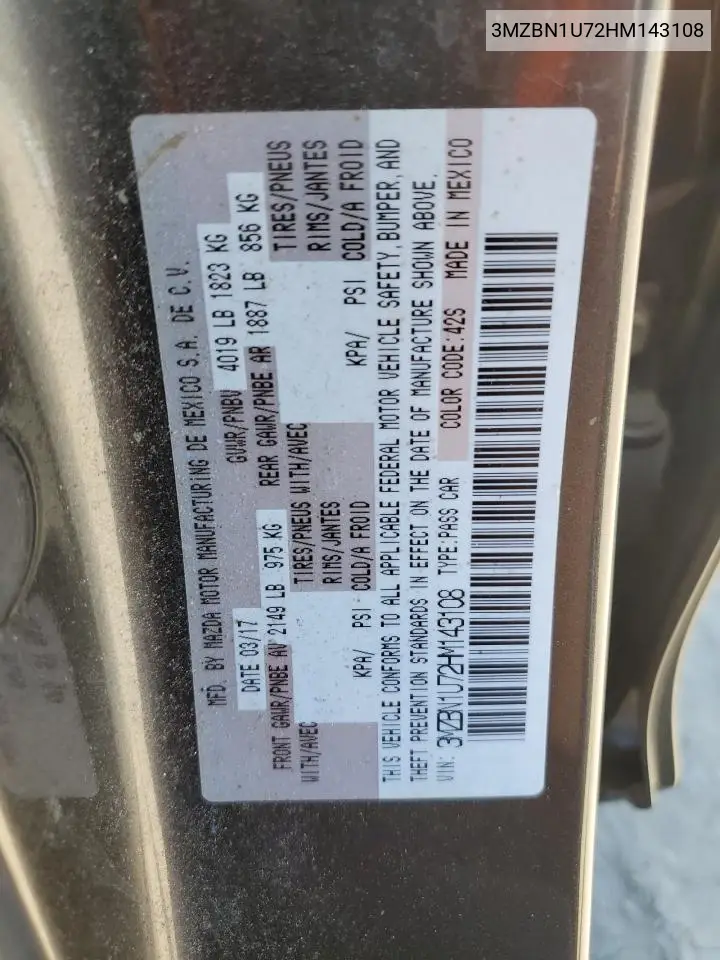 3MZBN1U72HM143108
MFD. BY MAZDA MOTOR MANUFACTURING DE MEXICO S.A. DE C.V.
DATE 03/17 GVWR/PNBV 4019 LB 1823 KG
FRONT GAWR/PNBE AV 2149 LB 975 KG REAR GAWR/PNBE AR 1887 LB 856 KG
WITH/AVEC TIRES/PNEUS WITH/AVEC TIRES/PNEUS
RIMS/JANTES RIMS/JANTES
KPA/ PSI COLD/A FROID KPA/ PSI COLD/A FROID
THIS VEHICLE CONFORMS TO ALL APPLICABLE FEDERAL MOTOR VEHICLE SAFETY, BUMPER, AND
THEFT PREVENTION STANDARDS IN EFFECT ON THE DATE OF MANUFACTURE SHOWN ABOVE.
VIN: 3MZBN1U72HM143108 TYPE:PASS CAR COLOR CODE:42S MADE IN MEXICO